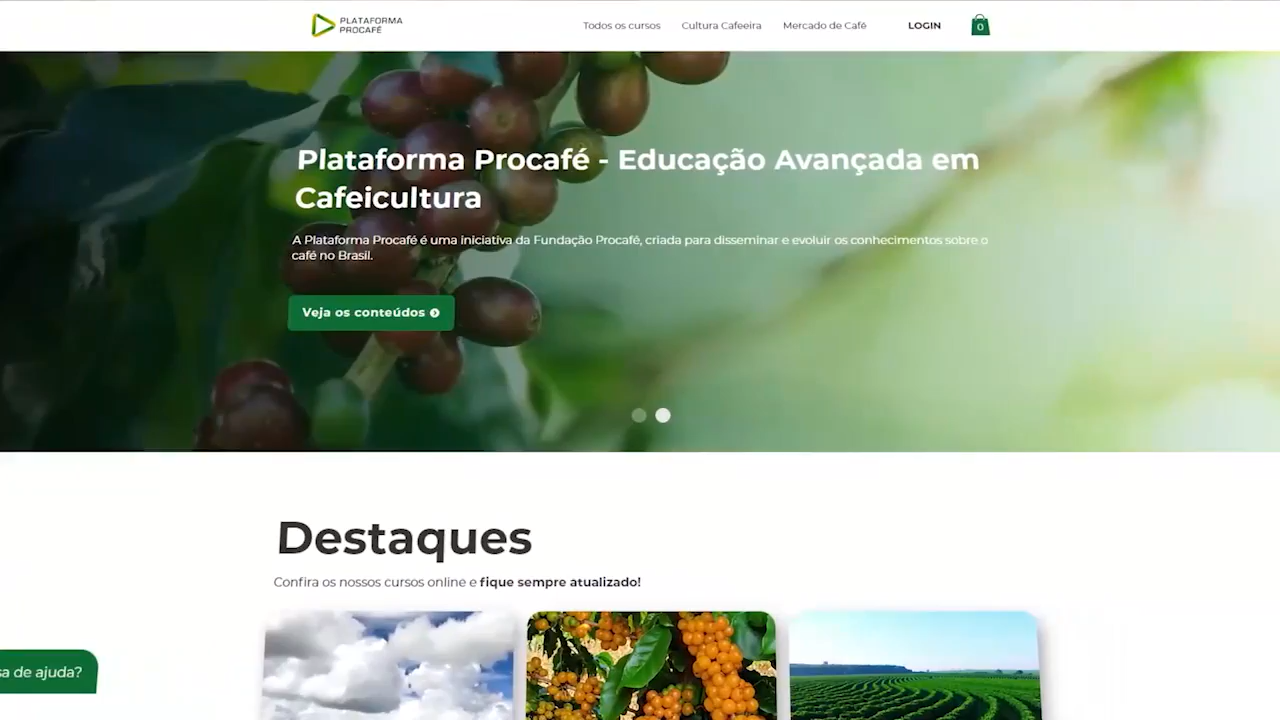 PLATAFORMA
PROCAFÉ
Todos os cursos
Cultura Cafeeira
Mercado de Café
LOGIN
0
Plataforma Procafé - Educação Avançada em
Cafeicultura
A Plataforma Procafé é uma iniciativa da Fundação Procafé, criada para disseminar e evoluir os conhecimentos sobre o
café no Brasil.
Veja os conteúdos
Destaques
Confira os nossos cursos online e fique sempre atualizado!
sa de ajuda?